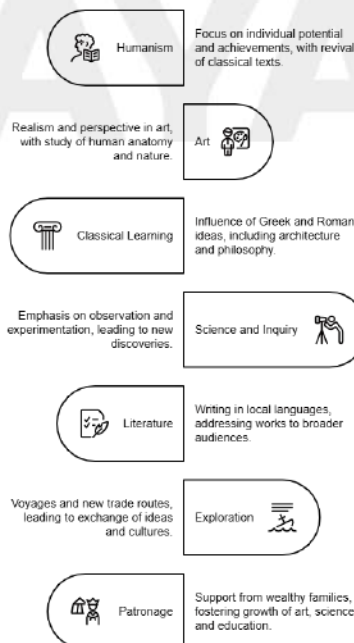 Humanism
Focus on individual potential
and achievements, with revival
of classical texts.
Realism and perspective in art,
with study of human anatomy
and nature.
Art
Classical Learning
Influence of Greek and Roman
ideas, including architecture
and philosophy.
Emphasis on observation and
experimentation, leading to new
discoveries.
Science and Inquiry
Literature
Writing in local languages,
addressing works to broader
audiences.
Voyages and new trade routes,
leading to exchange of ideas
and cultures.
Exploration
Patronage
Support from wealthy families,
fostering growth of art, science
and education.